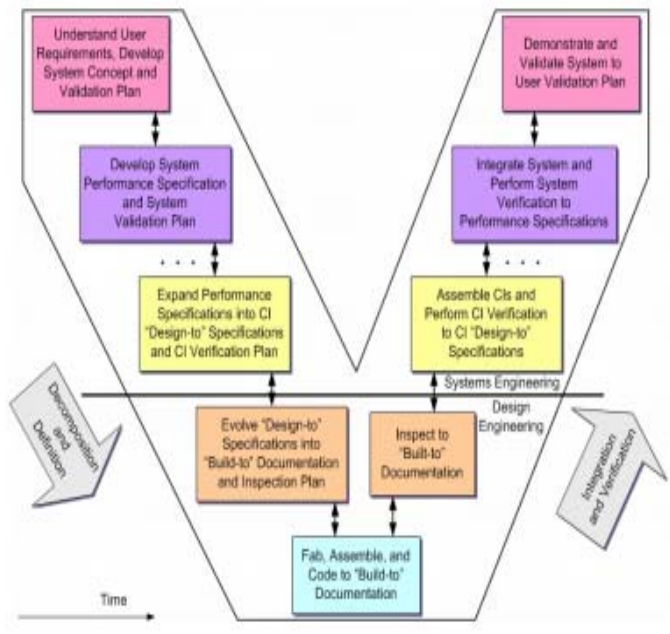 Understand User
Requirements, Develop
System Concept and
Validation Plan
Demonstrate and
Validate System to
User Validation Plan
Develop System
Performance Specification
and System
Validation Plan
Integrate System and
Perform System
Verification to
Performance Specifications
. . . .
. . . .
Expand Performance
Specifications into CI
"Design-to" Specifications
and CI Verification Plan
Assemble CIs and
Perform CI Verification
to CI "Design-to"
Specifications
Decomposition
and
Definition
Systems Engineering
Design
Engineering
Evolve "Design-to"
Specifications into
"Build-to" Documentation
and Inspection Plan
Inspect to
"Built-to"
Documentation
Integration
and Verification
Fab, Assemble, and
Code to "Build-to"
Documentation
Time